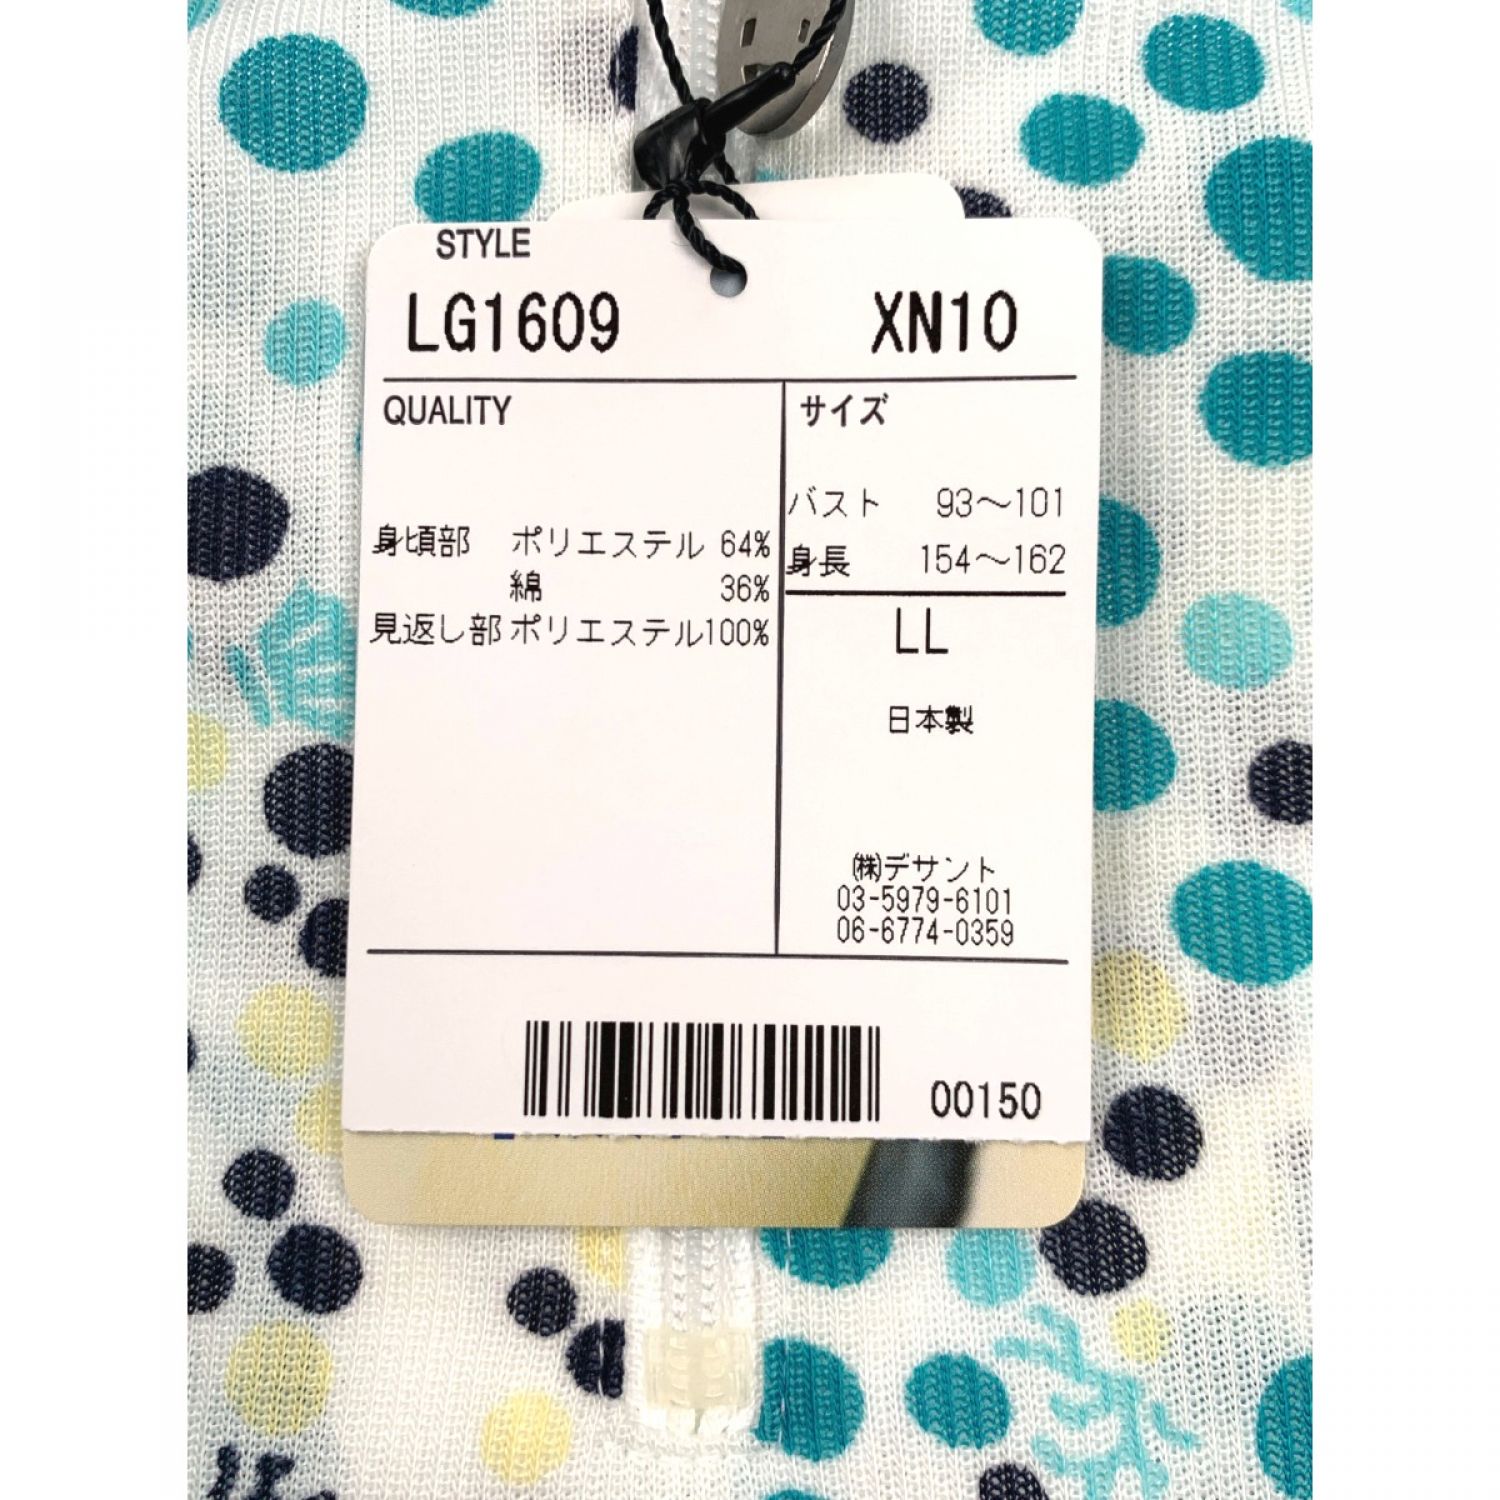 STYLE
LG1609 XN10
QUALITY
身頃部 ポリエステル 64%
綿 36%
見返し部 ポリエステル100%
サイズ
バスト 93〜101
身長 154〜162
LL
日本製
㈱デサント
03-5979-6101
06-6774-0359
00150